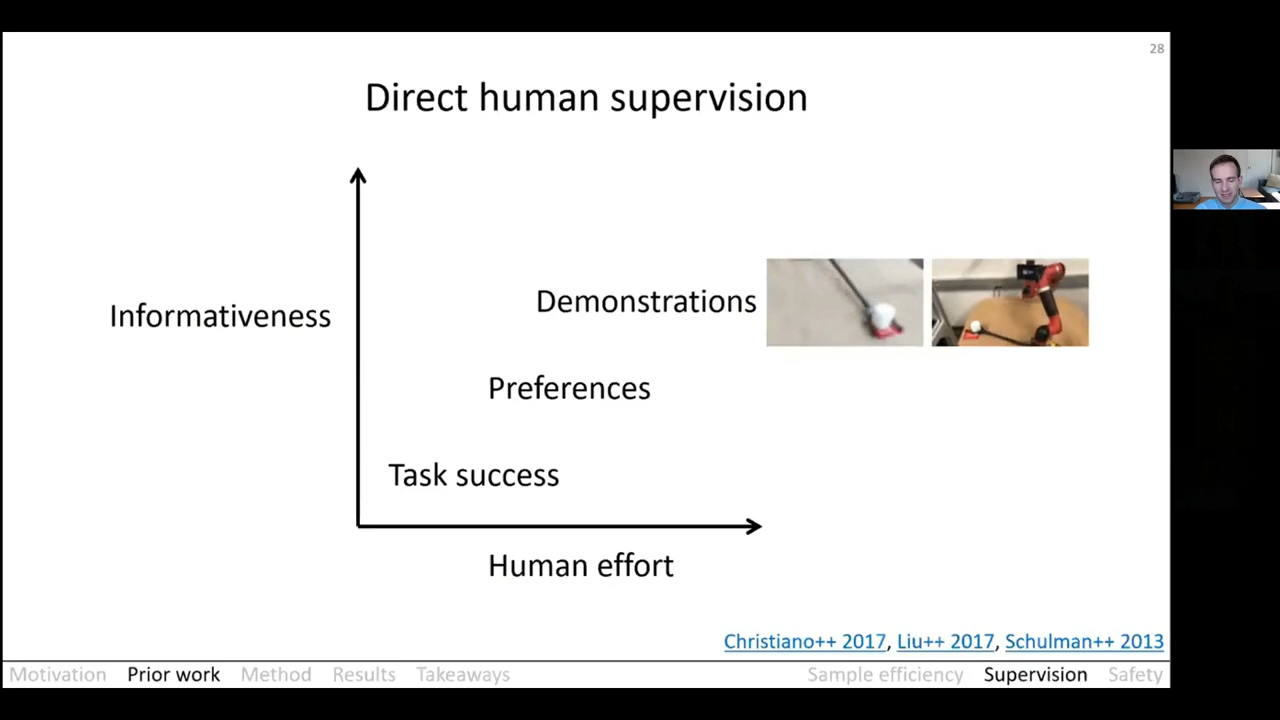 28
Direct human supervision
Informativeness
Demonstrations
Preferences
Task success
Human effort
Christiano++ 2017, Liu++ 2017, Schulman++ 2013
Motivation Prior work Method Results Takeaways Sample efficiency Supervision Safety